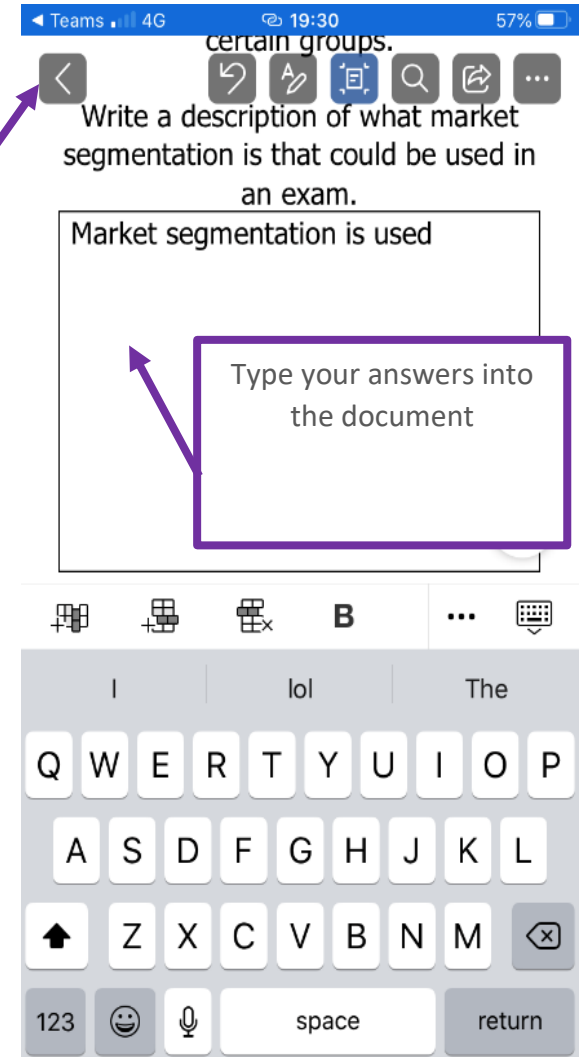 ◄ Teams 4G 19:30 57%
certain groups.
Write a description of what market
segmentation is that could be used in
an exam.
Market segmentation is used
Type your answers into
the document
B
I lol The
Q W E R T Y U I O P
A S D F G H J K L
Z X C V B N M
123 space return